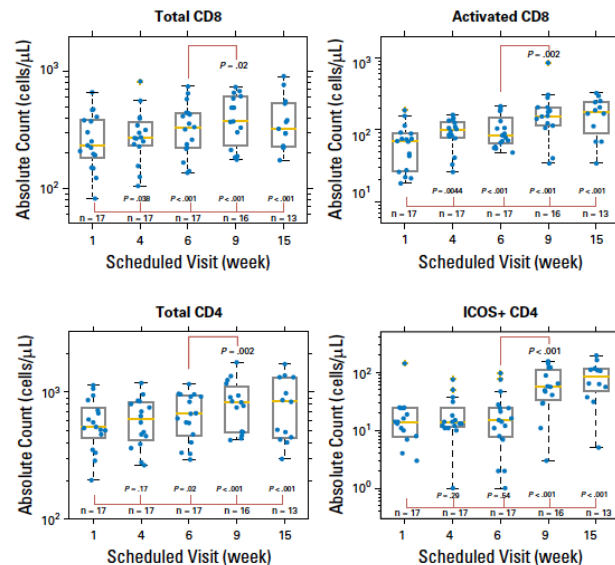 Total CD8
Absolute Count (cells/µL)
10³
10²
P = .02
P = .038 P < .001 P < .001 P < .001
n = 17 n = 17 n = 17 n = 16 n = 13
1 4 6 9 15
Scheduled Visit (week)
Activated CD8
Absolute Count (cells/µL)
10³
10²
10¹
P = .002
P = .0044 P < .001 P < .001 P < .001
n = 17 n = 17 n = 17 n = 16 n = 13
1 4 6 9 15
Scheduled Visit (week)
Total CD4
Absolute Count (cells/µL)
10³
10²
P = .002
P = .17 P = .02 P < .001 P < .001
n = 17 n = 17 n = 17 n = 16 n = 13
1 4 6 9 15
Scheduled Visit (week)
ICOS+ CD4
Absolute Count (cells/µL)
10²
10¹
10⁰
P < .001
P = .29 P = .54 P < .001 P < .001
n = 17 n = 17 n = 17 n = 16 n = 13
1 4 6 9 15
Scheduled Visit (week)